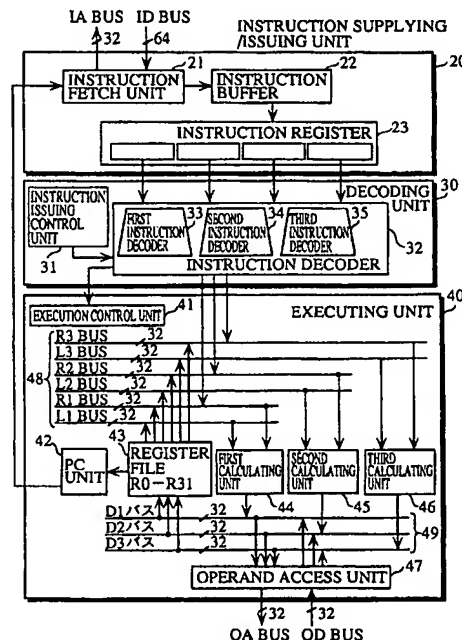 IA BUS ID BUS
32 64
INSTRUCTION SUPPLYING
/ISSUING UNIT
20
21
INSTRUCTION
FETCH UNIT
22
INSTRUCTION
BUFFER
INSTRUCTION REGISTER
23
DECODING
UNIT
30
INSTRUCTION
ISSUING
CONTROL
UNIT
31
FIRST
INSTRUCTION
DECODER
33
SECOND
INSTRUCTION
DECODER
34
THIRD
INSTRUCTION
DECODER
35
32
INSTRUCTION DECODER
EXECUTION CONTROL UNIT
41
EXECUTING UNIT
40
48
R3 BUS 32
L3 BUS 32
R2 BUS 32
L2 BUS 32
R1 BUS 32
L1 BUS 32
42
PC
UNIT
43
REGISTER
FILE
R0-R31
FIRST
CALCULATING
UNIT
44
SECOND
CALCULATING
UNIT
45
THIRD
CALCULATING
UNIT
46
D1バス 32
D2バス 32
D3バス 32
49
OPERAND ACCESS UNIT
47
32 32
OA BUS OD BUS